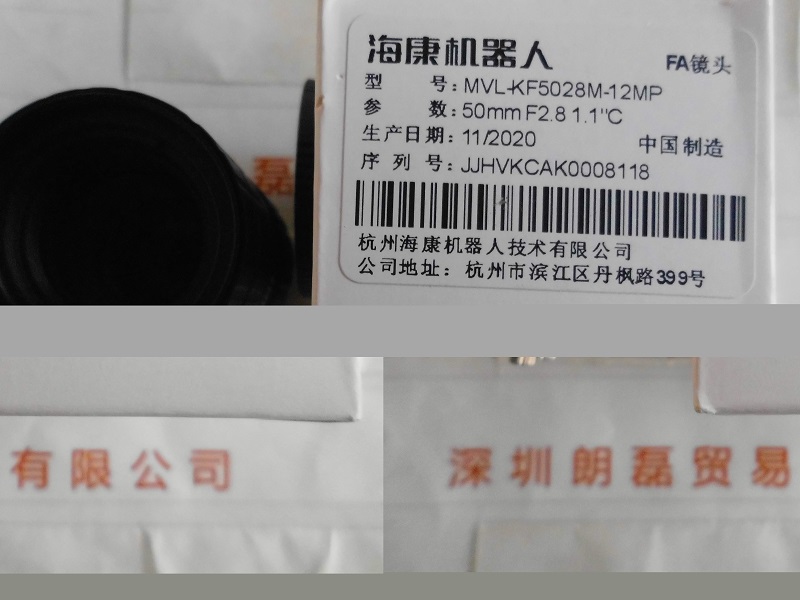 海康机器人
FA镜头
型 号: MVL-KF5028M-12MP
参 数: 50mm F2.8 1.1"C
生产日期: 11/2020
中国制造
序 列 号: JJHVKCAK0008118
杭州海康机器人技术有限公司
公司地址: 杭州市滨江区丹枫路399号
磊
有限公司
深圳朗磊贸易